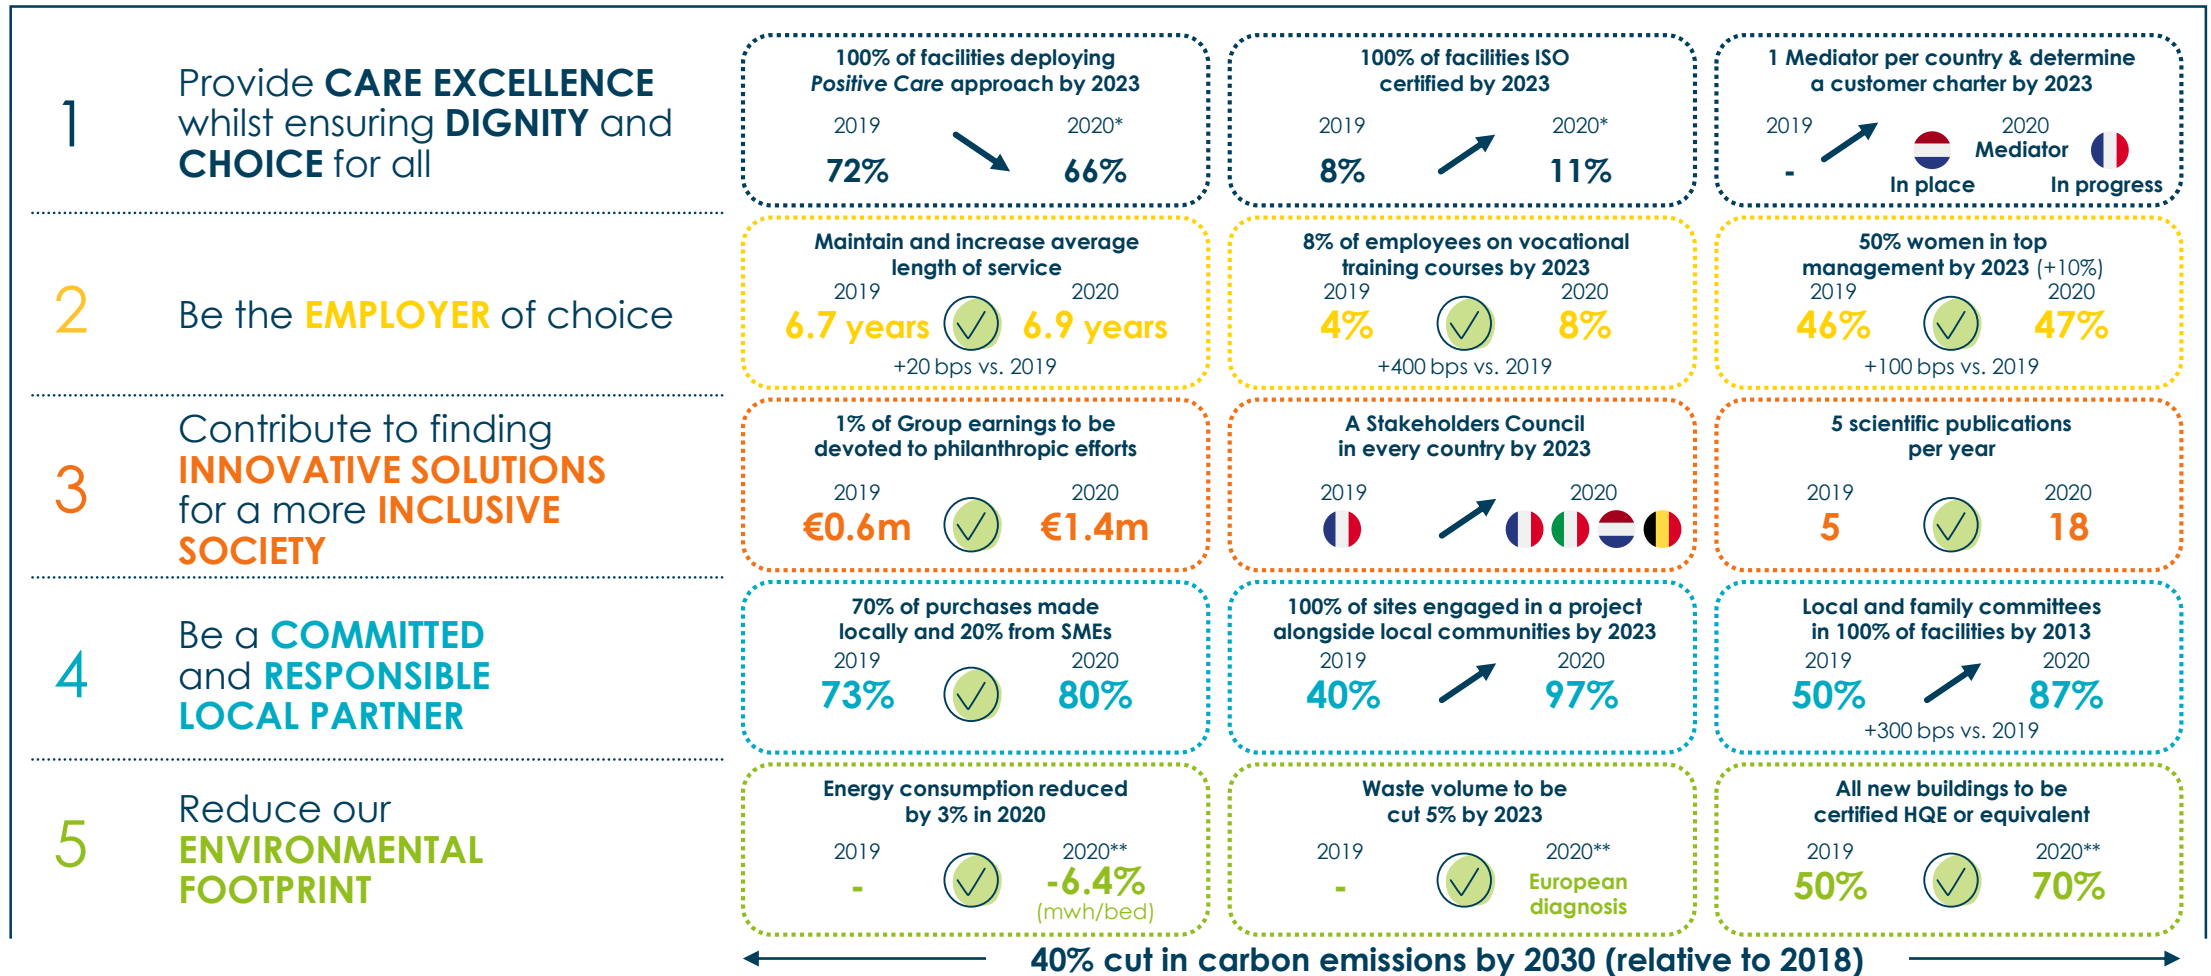 1
Provide CARE EXCELLENCE
whilst ensuring DIGNITY and
CHOICE for all
100% of facilities deploying
Positive Care approach by 2023
2019
2020*
72%
66%
100% of facilities ISO
certified by 2023
2019
2020*
8%
11%
1 Mediator per country & determine
a customer charter by 2023
2019
2020
Mediator
-
In place
In progress
2
Be the EMPLOYER of choice
Maintain and increase average
length of service
2019
2020
6.7 years
6.9 years
+20 bps vs. 2019
8% of employees on vocational
training courses by 2023
2019
2020
4%
8%
+400 bps vs. 2019
50% women in top
management by 2023 (+10%)
2019
2020
46%
47%
+100 bps vs. 2019
3
Contribute to finding
INNOVATIVE SOLUTIONS
for a more INCLUSIVE
SOCIETY
1% of Group earnings to be
devoted to philanthropic efforts
2019
2020
€0.6m
€1.4m
A Stakeholders Council
in every country by 2023
2019
2020
5 scientific publications
per year
2019
2020
5
18
4
Be a COMMITTED
and RESPONSIBLE
LOCAL PARTNER
70% of purchases made
locally and 20% from SMEs
2019
2020
73%
80%
100% of sites engaged in a project
alongside local communities by 2023
2019
2020
40%
97%
Local and family committees
in 100% of facilities by 2013
2019
2020
50%
87%
+300 bps vs. 2019
5
Reduce our
ENVIRONMENTAL
FOOTPRINT
Energy consumption reduced
by 3% in 2020
2019
2020**
-
-6.4%
(mwh/bed)
Waste volume to be
cut 5% by 2023
2019
2020**
-
European
diagnosis
All new buildings to be
certified HQE or equivalent
2019
2020**
50%
70%
40% cut in carbon emissions by 2030 (relative to 2018)